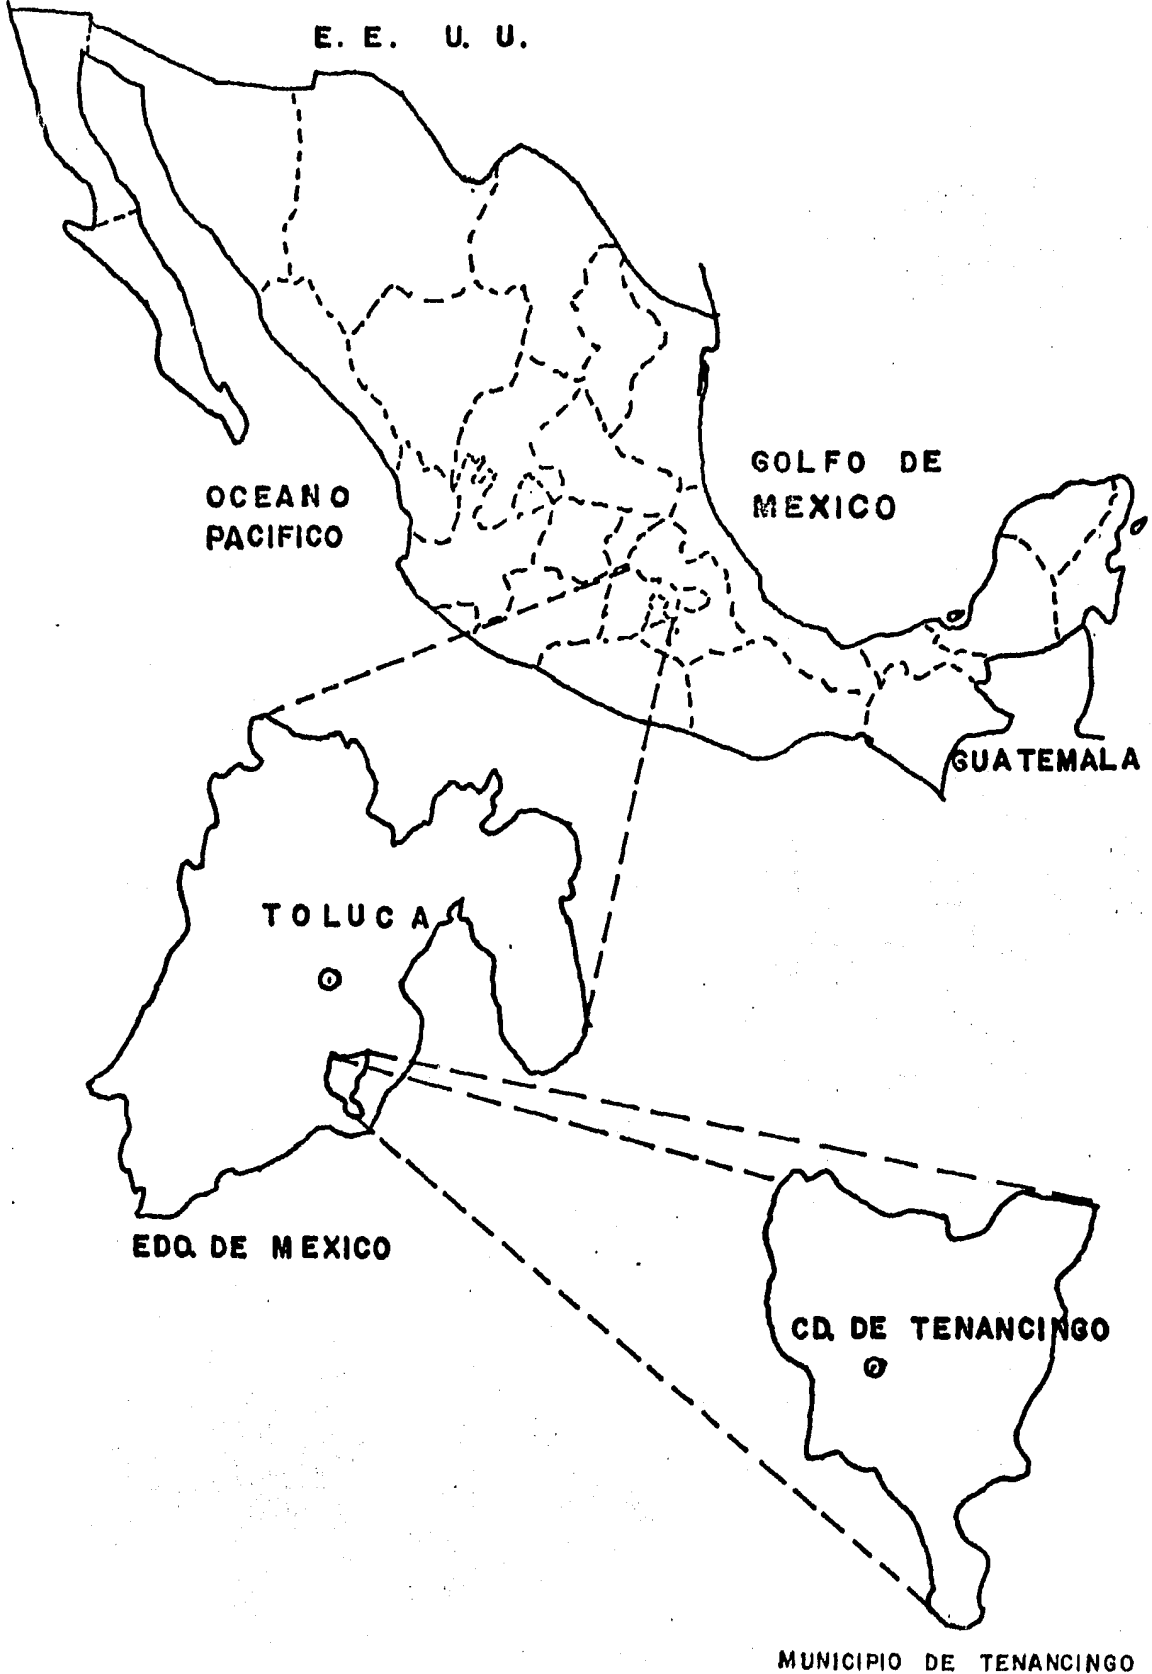 E. E. U. U.
GOLFO DE
MEXICO
OCEANO
PACIFICO
GUATEMALA
TOLUCA
EDO. DE MEXICO
CD. DE TENANCINGO
MUNICIPIO DE TENANCINGO